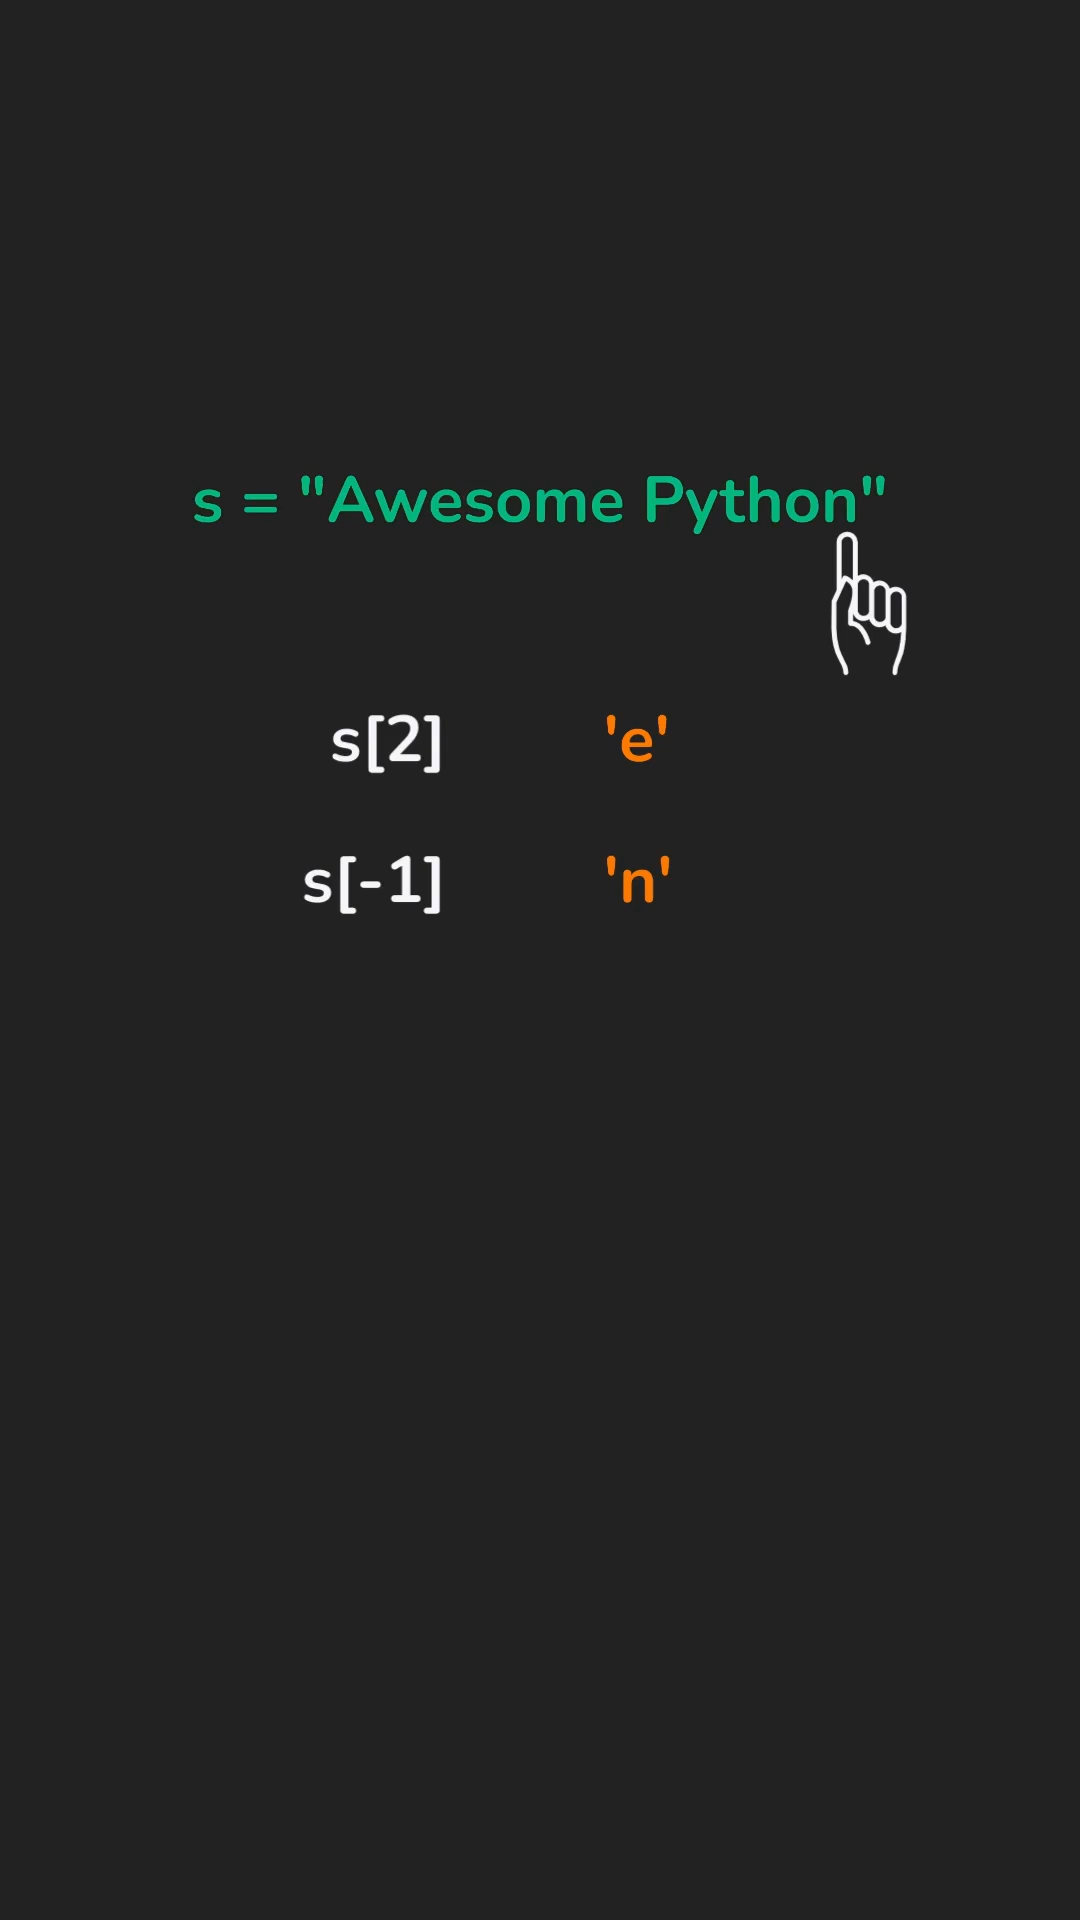 s = "Awesome Python"
s[2] 'e'
s[-1] 'n'